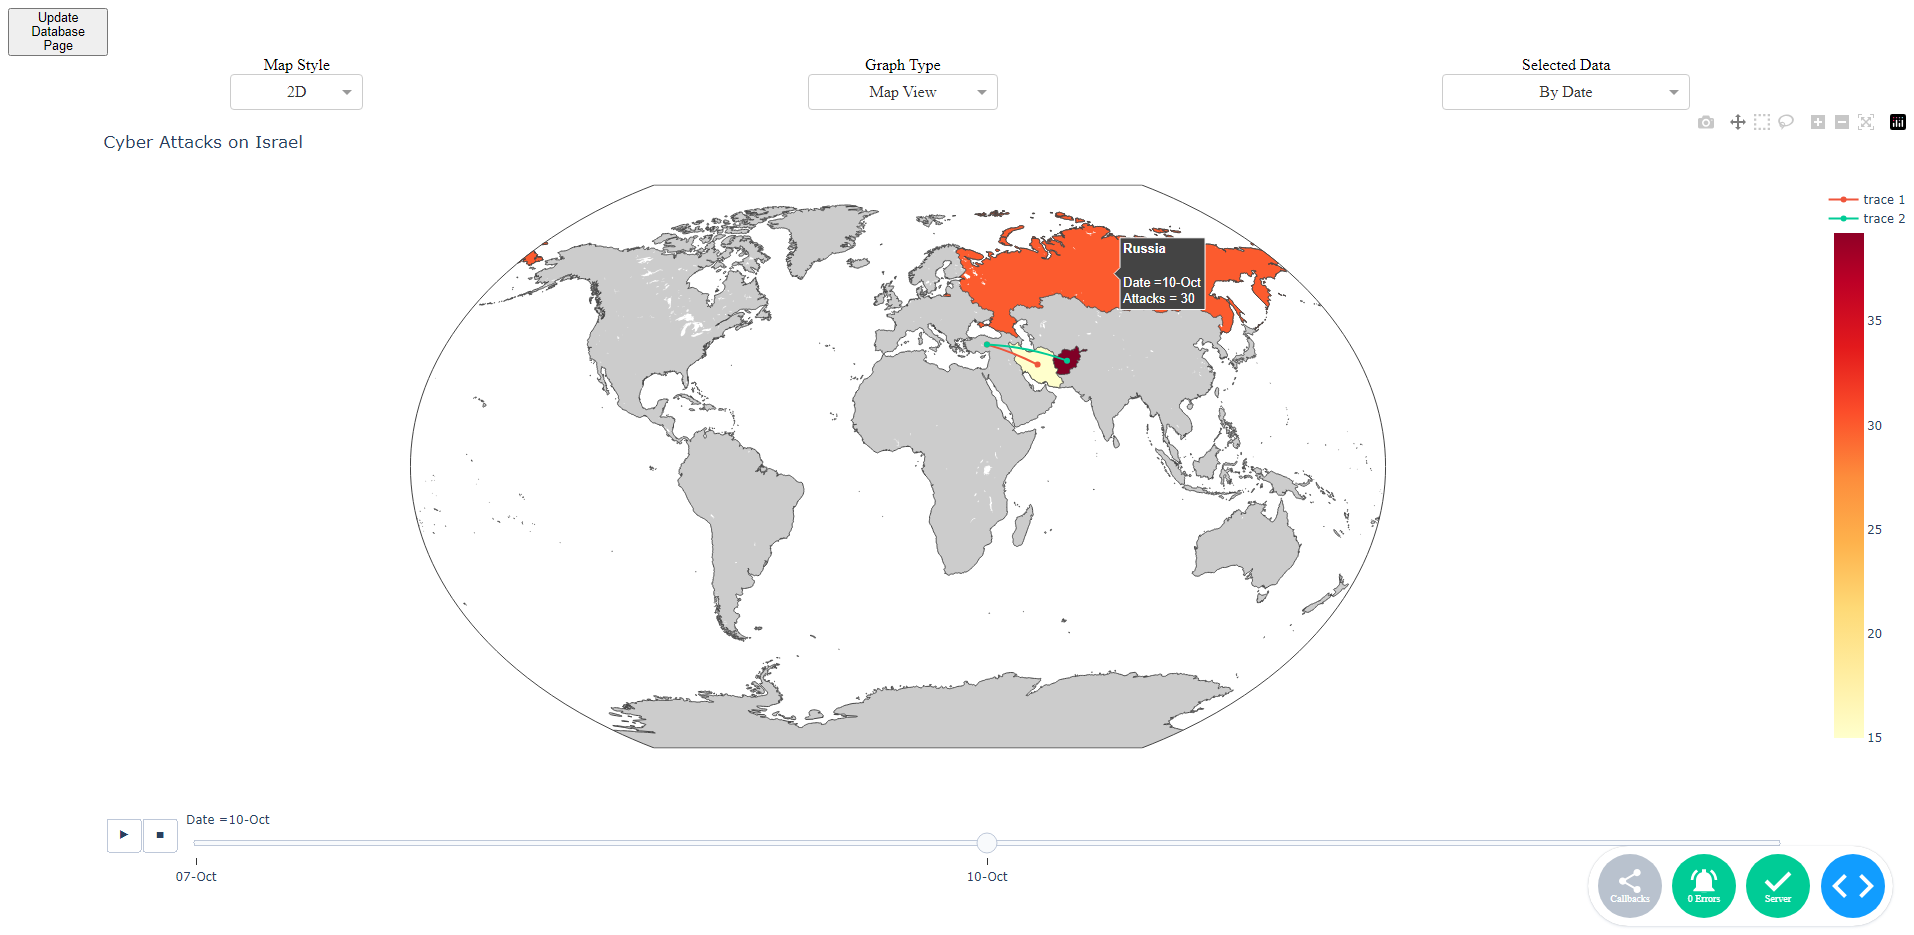 Update
Database
Page
Map Style
Graph Type
Selected Data
2D
Map View
By Date
Cyber Attacks on Israel
trace 1
trace 2
Russia
Date =10-Oct
Attacks = 30
35
30
25
20
15
Date =10-Oct
07-Oct
10-Oct
Callbacks
0 Errors
Server